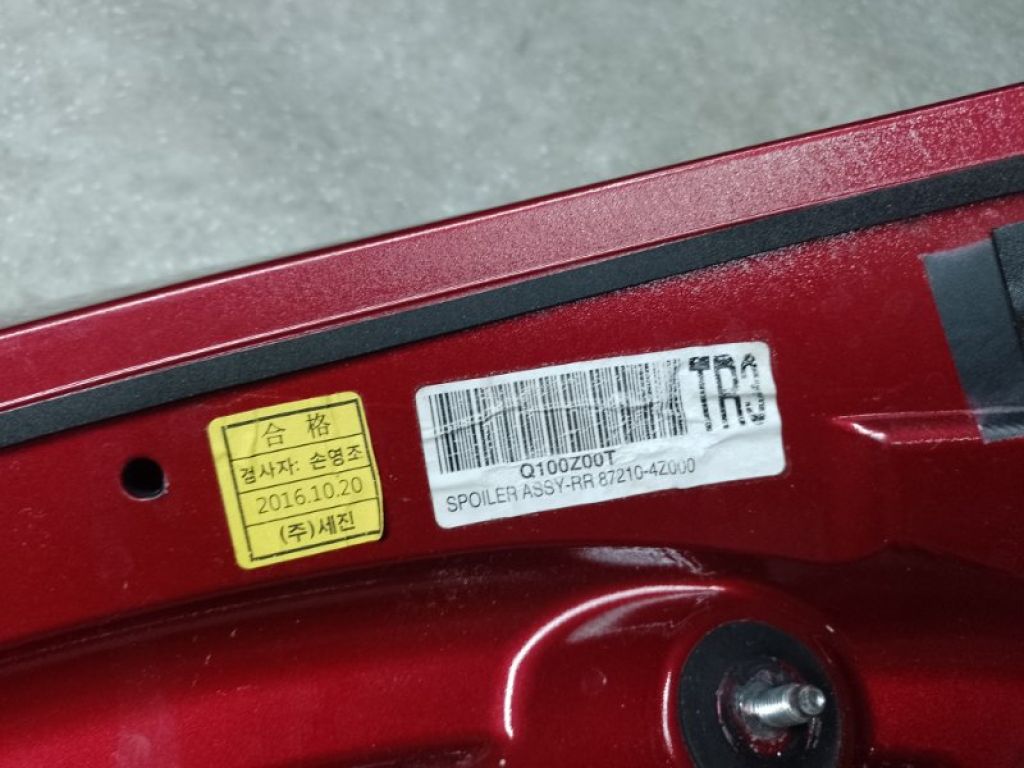 合格
검사자: 손영조
2016.10.20
(주)세진
TR3
Q100Z00T
SPOILER ASSY-RR 87210-4Z000